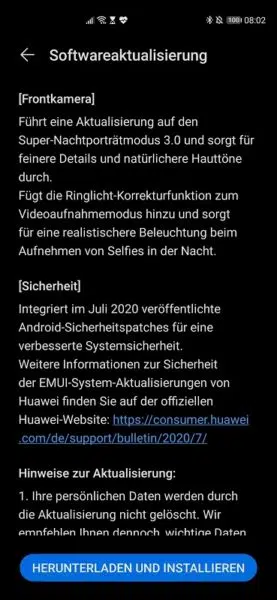 100 08:02
← Softwareaktualisierung
[Frontkamera]
Führt eine Aktualisierung auf den
Super-Nachtporträtmodus 3.0 und sorgt für
feinere Details und natürlichere Hauttöne
durch.
Fügt die Ringlicht-Korrekturfunktion zum
Videoaufnahmemodus hinzu und sorgt
für eine realistischere Beleuchtung beim
Aufnehmen von Selfies in der Nacht.
[Sicherheit]
Integriert im Juli 2020 veröffentlichte
Android-Sicherheitspatches für eine
verbesserte Systemsicherheit.
Weitere Informationen zur Sicherheit
der EMUI-System-Aktualisierungen von
Huawei finden Sie auf der offiziellen
Huawei-Website: https://consumer.huawei
.com/de/support/bulletin/2020/7/
Hinweise zur Aktualisierung:
1. Ihre persönlichen Daten werden durch
die Aktualisierung nicht gelöscht. Wir
empfehlen Ihnen dennoch, wichtige Daten
HERUNTERLADEN UND INSTALLIEREN